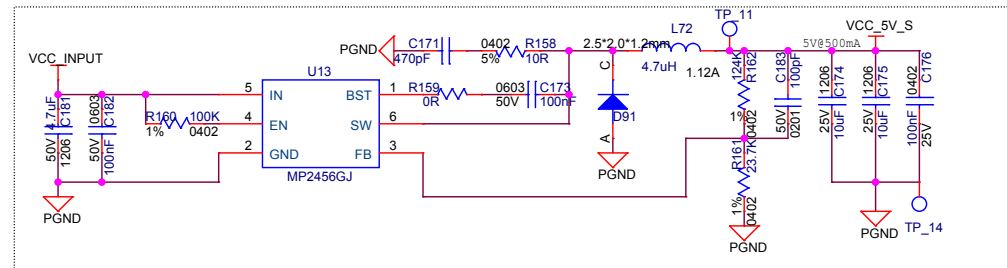 TP_11
L72
VCC_5V_S
C171
0402
R158
2.5*2.0*1.2mm
5V@500mA
PGND
470pF
5%
10R
4.7uH
1.12A
VCC_INPUT
U13
5
IN
BST
1
R159
0R
0603
50V
C173
100nF
4
EN
SW
6
2
GND
FB
3
MP2456GJ
4.7uF
C181
50V
1206
0603
C182
50V
100nF
R160
100K
1%
0402
C
A
D91
PGND
124K
R162
1%
0402
C183
100pF
50V
0201
1206
C174
25V
10uF
1206
C175
25V
10uF
0402
C176
100nF
25V
R161
23.7K
1%
0402
PGND
PGND
PGND
TP_14